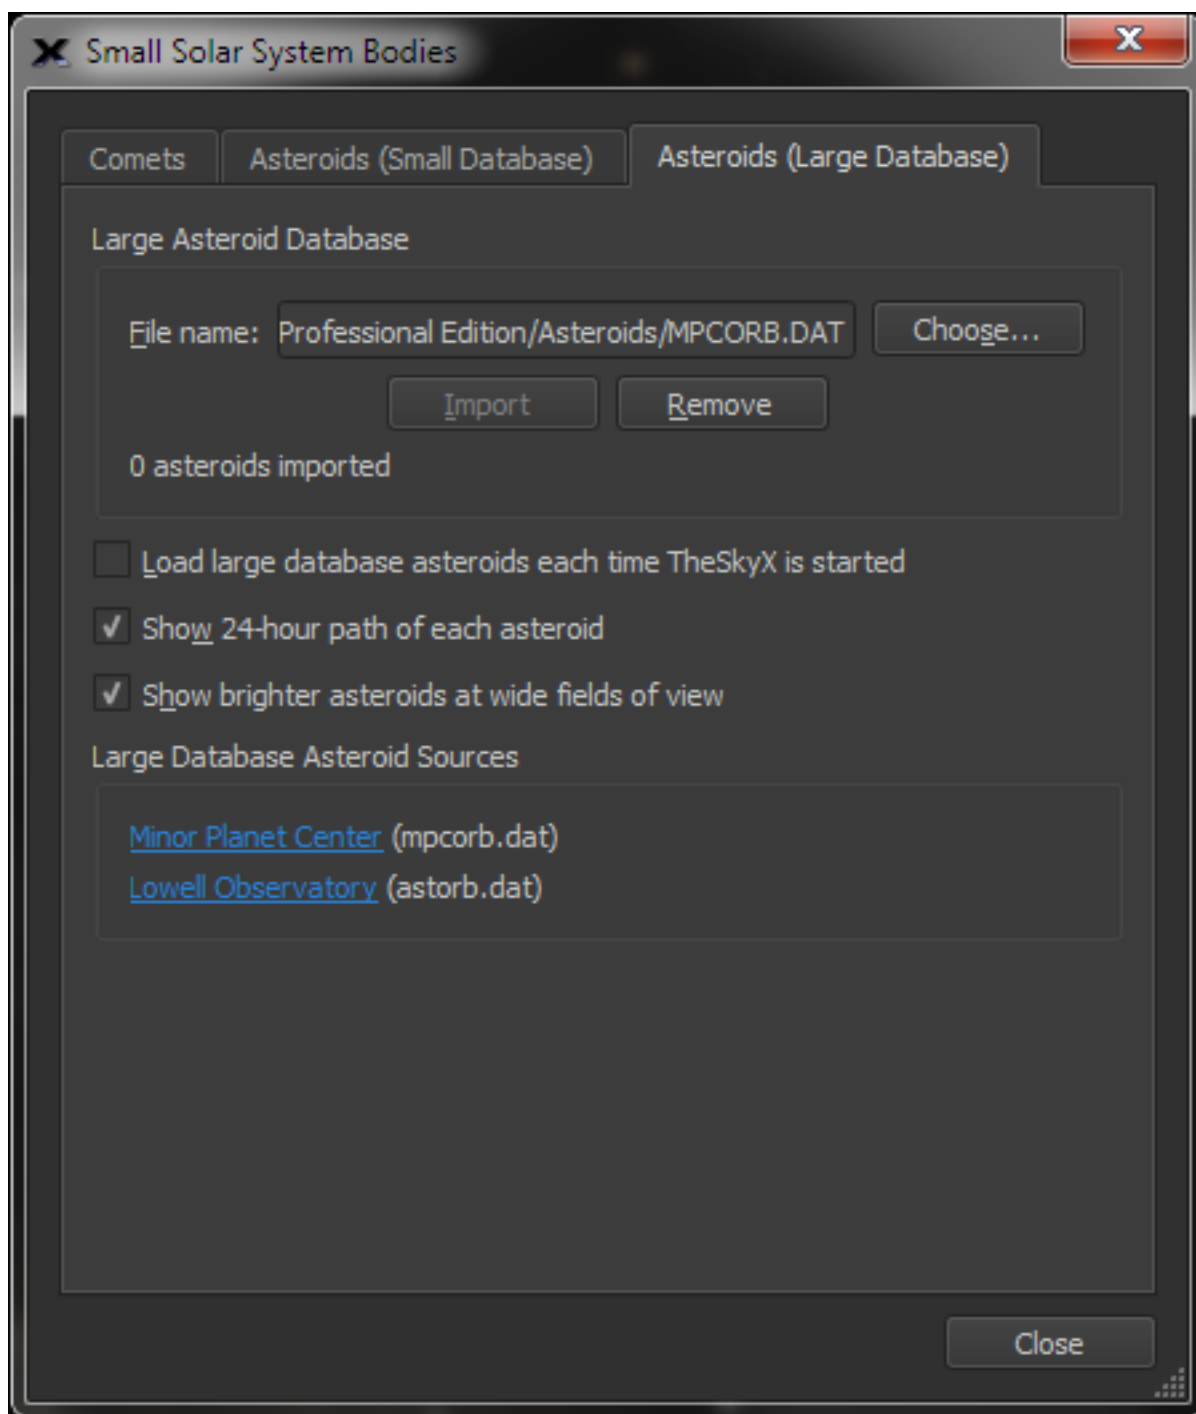 Small Solar System Bodies
Comets
Asteroids (Small Database)
Asteroids (Large Database)
Large Asteroid Database
File name: Professional Edition/Asteroids/MPCORB.DAT Choose...
Import Remove
0 asteroids imported
Load large database asteroids each time TheSkyX is started
Show 24-hour path of each asteroid
Show brighter asteroids at wide fields of view
Large Database Asteroid Sources
Minor Planet Center (mpcorb.dat)
Lowell Observatory (astorb.dat)
Close